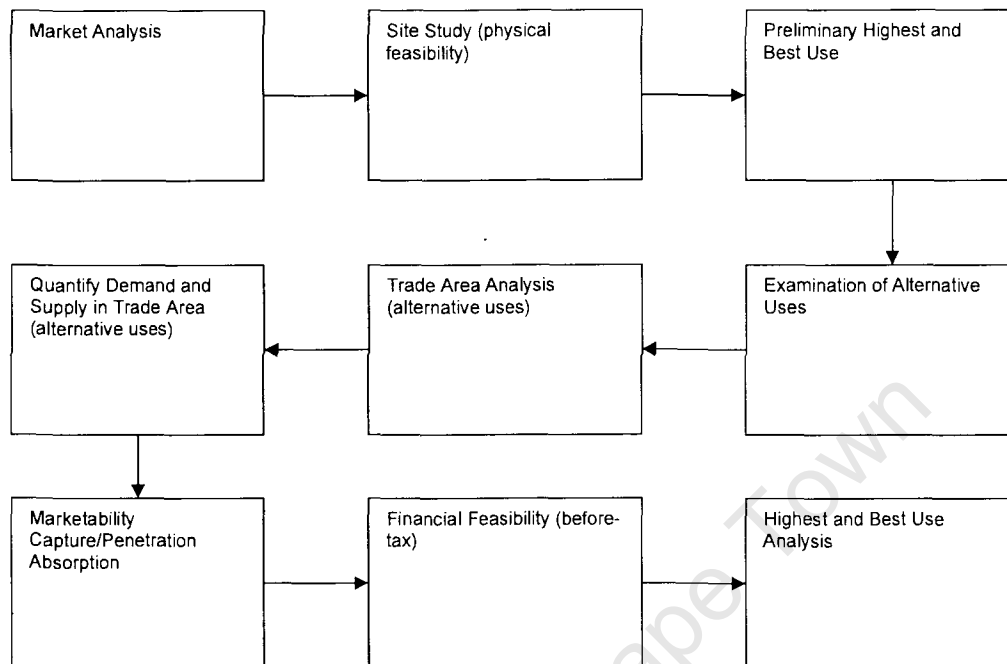 Market Analysis
Site Study (physical
feasibility)
Preliminary Highest and
Best Use
Quantify Demand and
Supply in Trade Area
(alternative uses)
Trade Area Analysis
(alternative uses)
Examination of Alternative
Uses
Marketability
Capture/Penetration
Absorption
Financial Feasibility (before-
tax)
Highest and Best Use
Analysis
ape Town